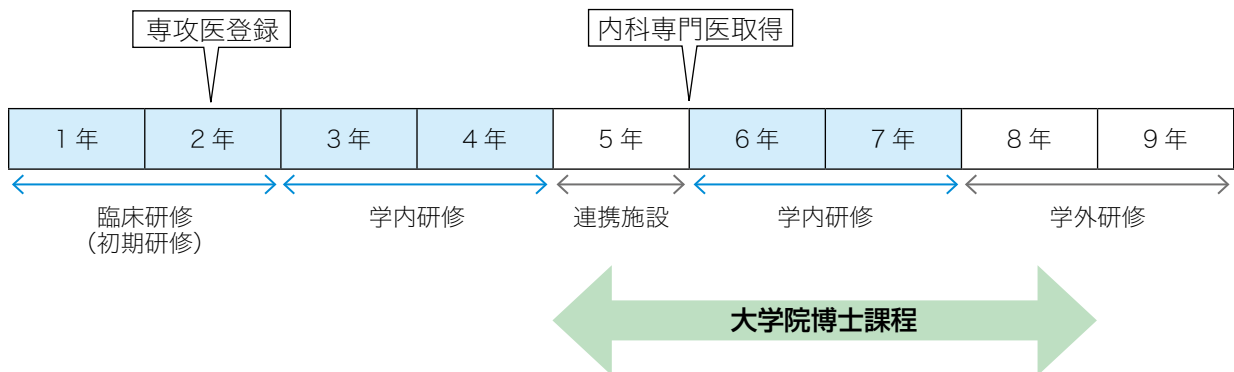 専攻医登録
内科専門医取得
1年
2年
3年
4年
5年
6年
7年
8年
9年
臨床研修
（初期研修）
学内研修
連携施設
学内研修
学外研修
大学院博士課程